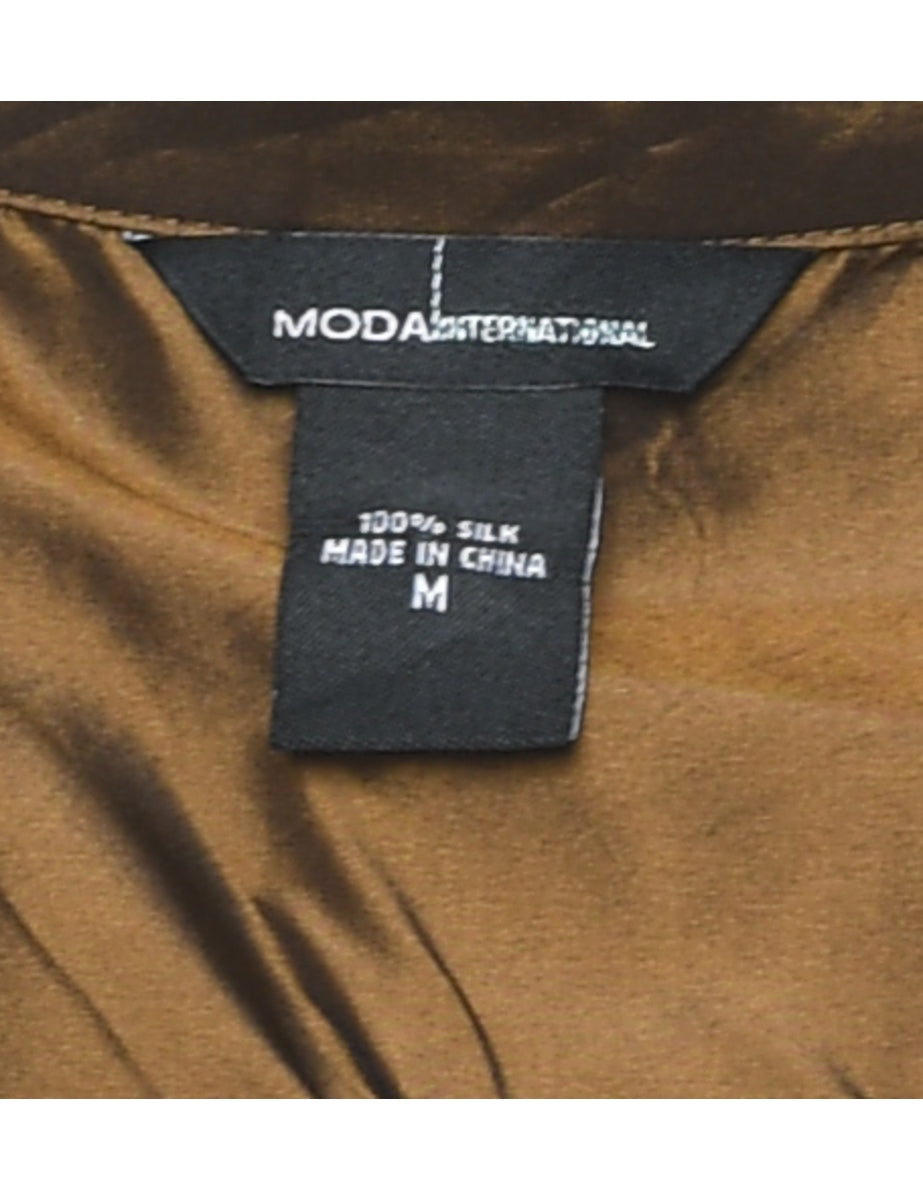 MODA INTERNATIONAL
100% SILK
MADE IN CHINA
M